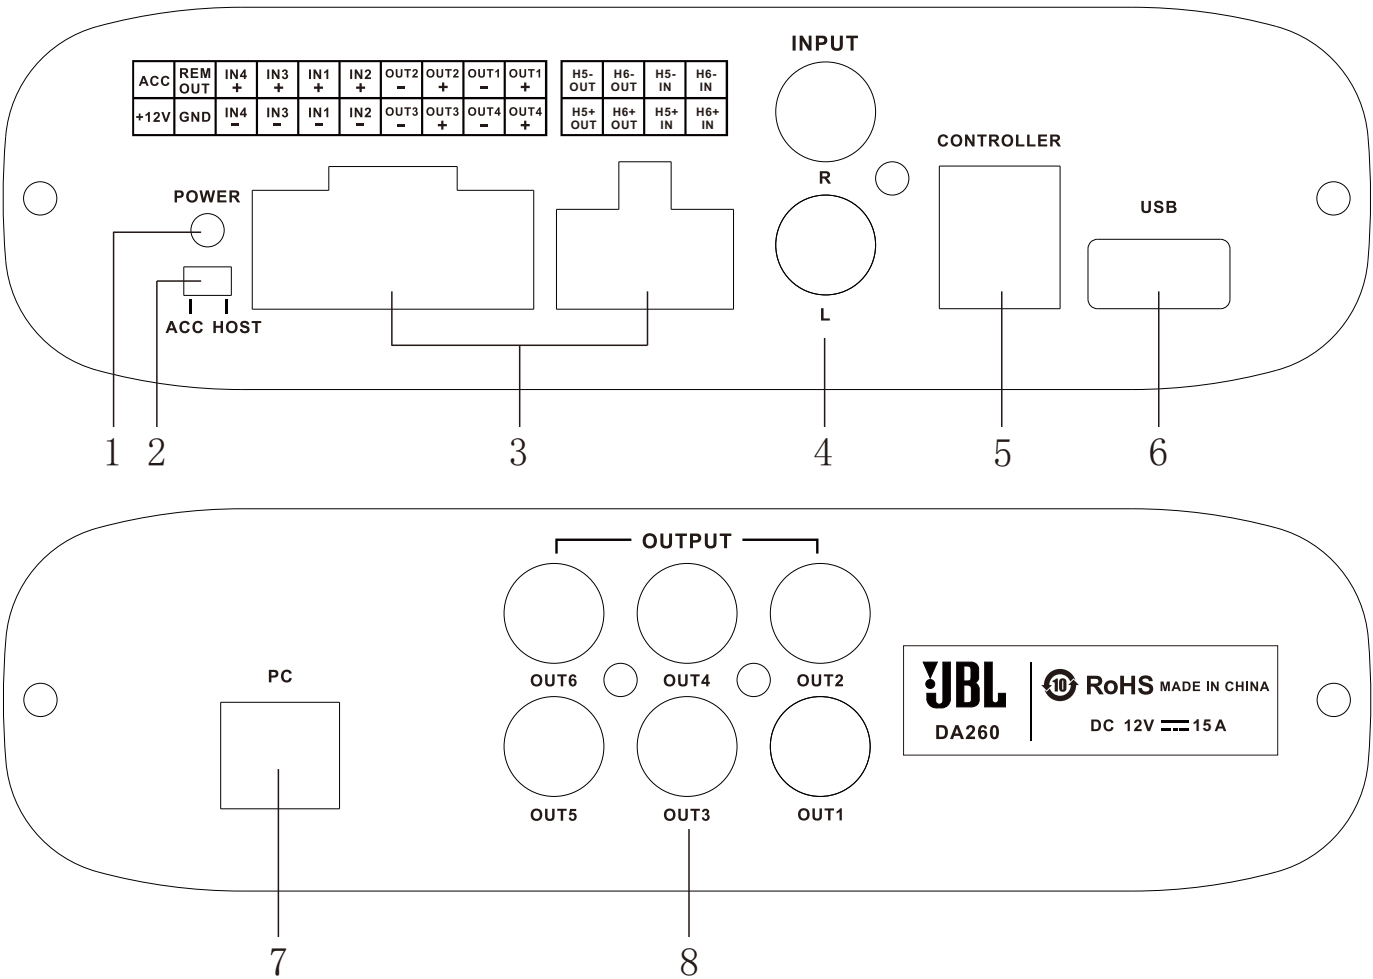 INPUT
ACC REM OUT IN4 + IN3 + IN1 + IN2 + OUT2 - OUT2 + OUT1 - OUT1 +
+12V GND IN4 - IN3 - IN1 - IN2 - OUT3 - OUT3 + OUT4 - OUT4 +
H5- OUT H6- OUT H5- IN H6- IN
H5+ OUT H6+ OUT H5+ IN H6+ IN
CONTROLLER
R
POWER
USB
L
ACC HOST
1 2 3 4 5 6
OUTPUT
PC
OUT6 OUT4 OUT2
JBL
DA260
10 RoHS MADE IN CHINA
DC 12V 15A
OUT5 OUT3 OUT1
7 8